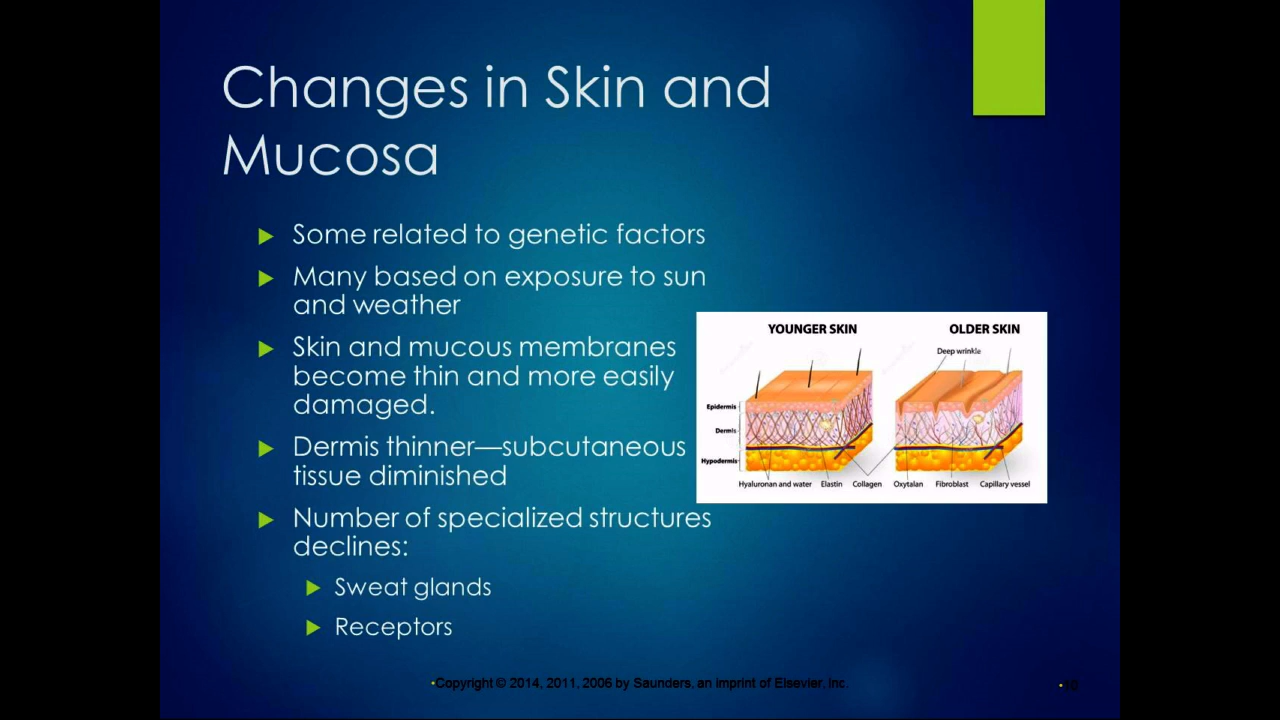 Changes in Skin and
Mucosa
Some related to genetic factors
Many based on exposure to sun
and weather
Skin and mucous membranes
become thin and more easily
damaged.
Dermis thinner—subcutaneous
tissue diminished
Number of specialized structures
declines:
Sweat glands
Receptors
YOUNGER SKIN
OLDER SKIN
Deep wrinkle
Epidermis
Dermis
Hypodermis
Hyaluronan and water
Elastin
Collagen
Oxytalan
Fibroblast
Capillary vessel
•Copyright © 2014, 2011, 2006 by Saunders, an imprint of Elsevier, Inc.
•10